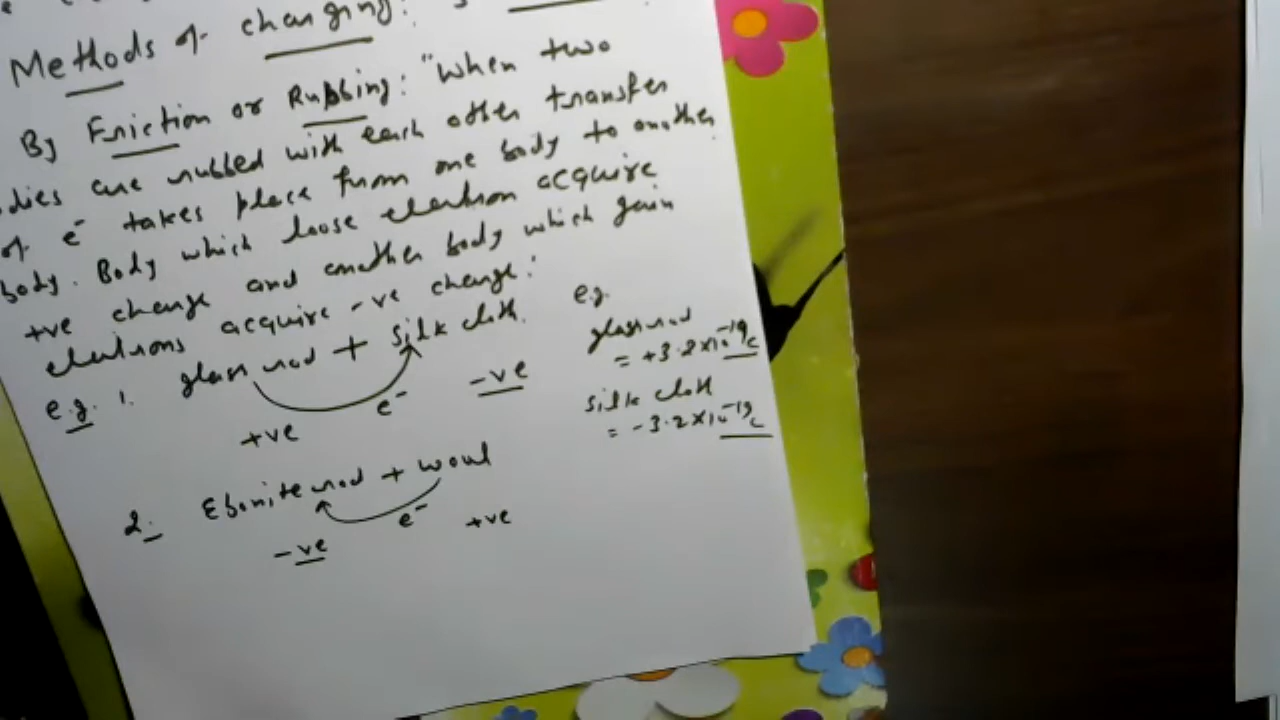 Methods of charging:
By Friction or Rubbing: "When two
odies are rubbed with each other transfer
of e⁻ takes place from one body to another
body. Body which loose electron acquire
+ve charge and another body which gain
electrons acquire -ve charge."
e.g. 1. glass rod + silk cloth.
e⁻
+ve -ve
2. Ebonite rod + woul
e⁻
-ve +ve
e.g.
glass rod
= +3.2×10⁻¹⁹C
silk cloth
= -3.2×10⁻¹⁹C